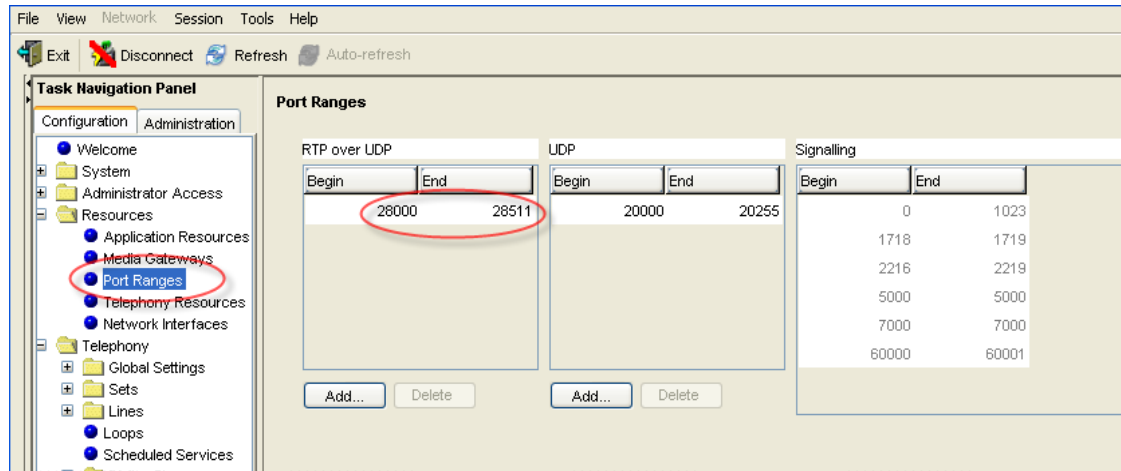 File View Network Session Tools Help
Exit Disconnect Refresh Auto-refresh
Task Navigation Panel
Configuration Administration
Welcome
System
Administrator Access
Resources
Application Resources
Media Gateways
Port Ranges
Telephony Resources
Network Interfaces
Telephony
Global Settings
Sets
Lines
Loops
Scheduled Services
Port Ranges
RTP over UDP
Begin End
28000 28511
Add... Delete
UDP
Begin End
20000 20255
Add... Delete
Signalling
Begin End
0 1023
1718 1719
2216 2219
5000 5000
7000 7000
60000 60001